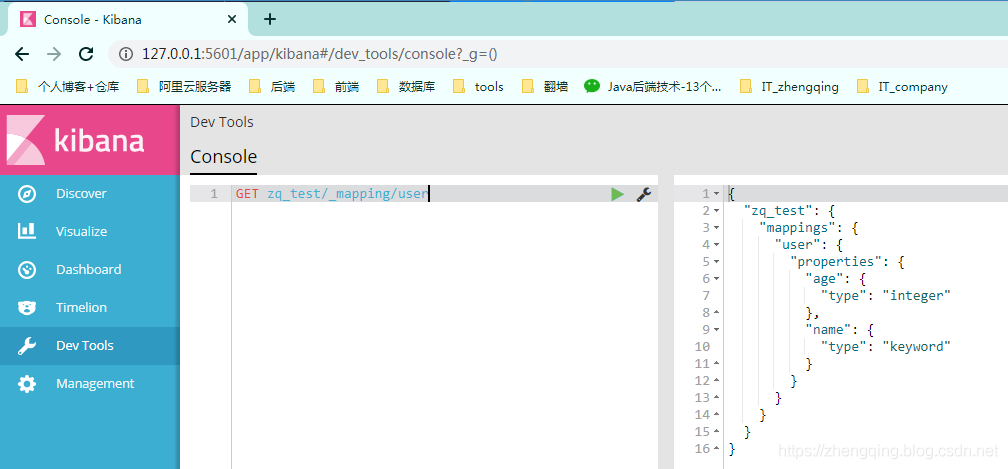 Console - Kibana
127.0.0.1:5601/app/kibana#/dev_tools/console?_g=()
个人博客+仓库 阿里云服务器 后端 前端 数据库 tools 翻墙 Java后端技术-13个... IT_zhengqing IT_company
kibana
Discover
Visualize
Dashboard
Timelion
Dev Tools
Management
Dev Tools
Console
1 GET zq_test/_mapping/user
1 {
2 "zq_test": {
3 "mappings": {
4 "user": {
5 "properties": {
6 "age": {
7 "type": "integer"
8 },
9 "name": {
10 "type": "keyword"
11 }
12 }
13 }
14 }
15 }
16 }
https://zhengqing.blog.csdn.net